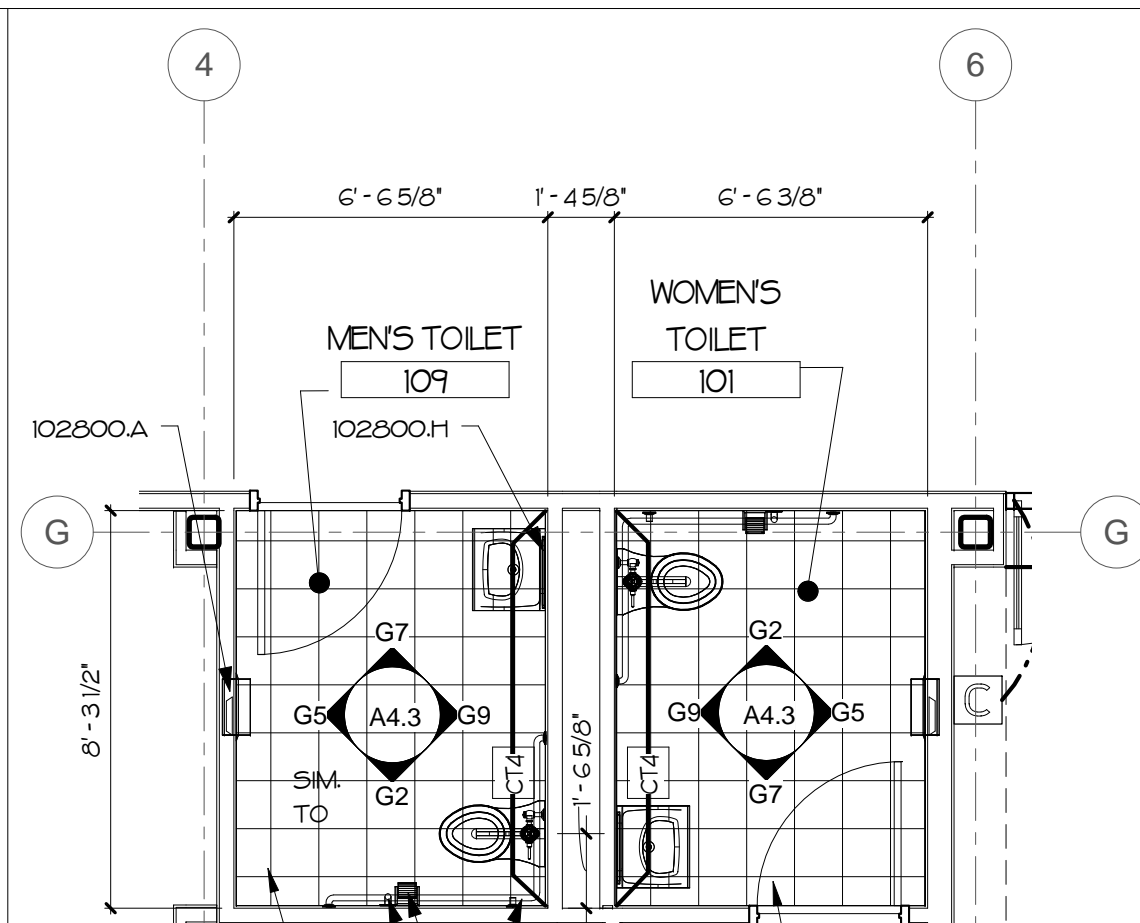 4
6
6'-6 5/8"
1'-4 5/8"
6'-6 3/8"
WOMEN'S
MEN'S TOILET
TOILET
109
101
102800.A
102800.H
G
G
G7
G2
8'-3 1/2"
G5
A4.3
G9
G9
A4.3
G5
C
SIM.
TO
G2
CT4
1'-6 5/8"
CT4
G7